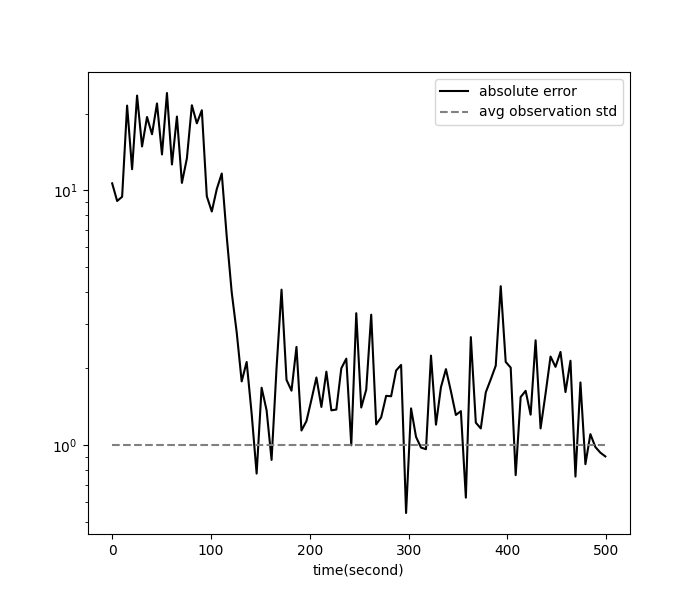 absolute error
avg observation std
10¹
10⁰
0 100 200 300 400 500
time(second)